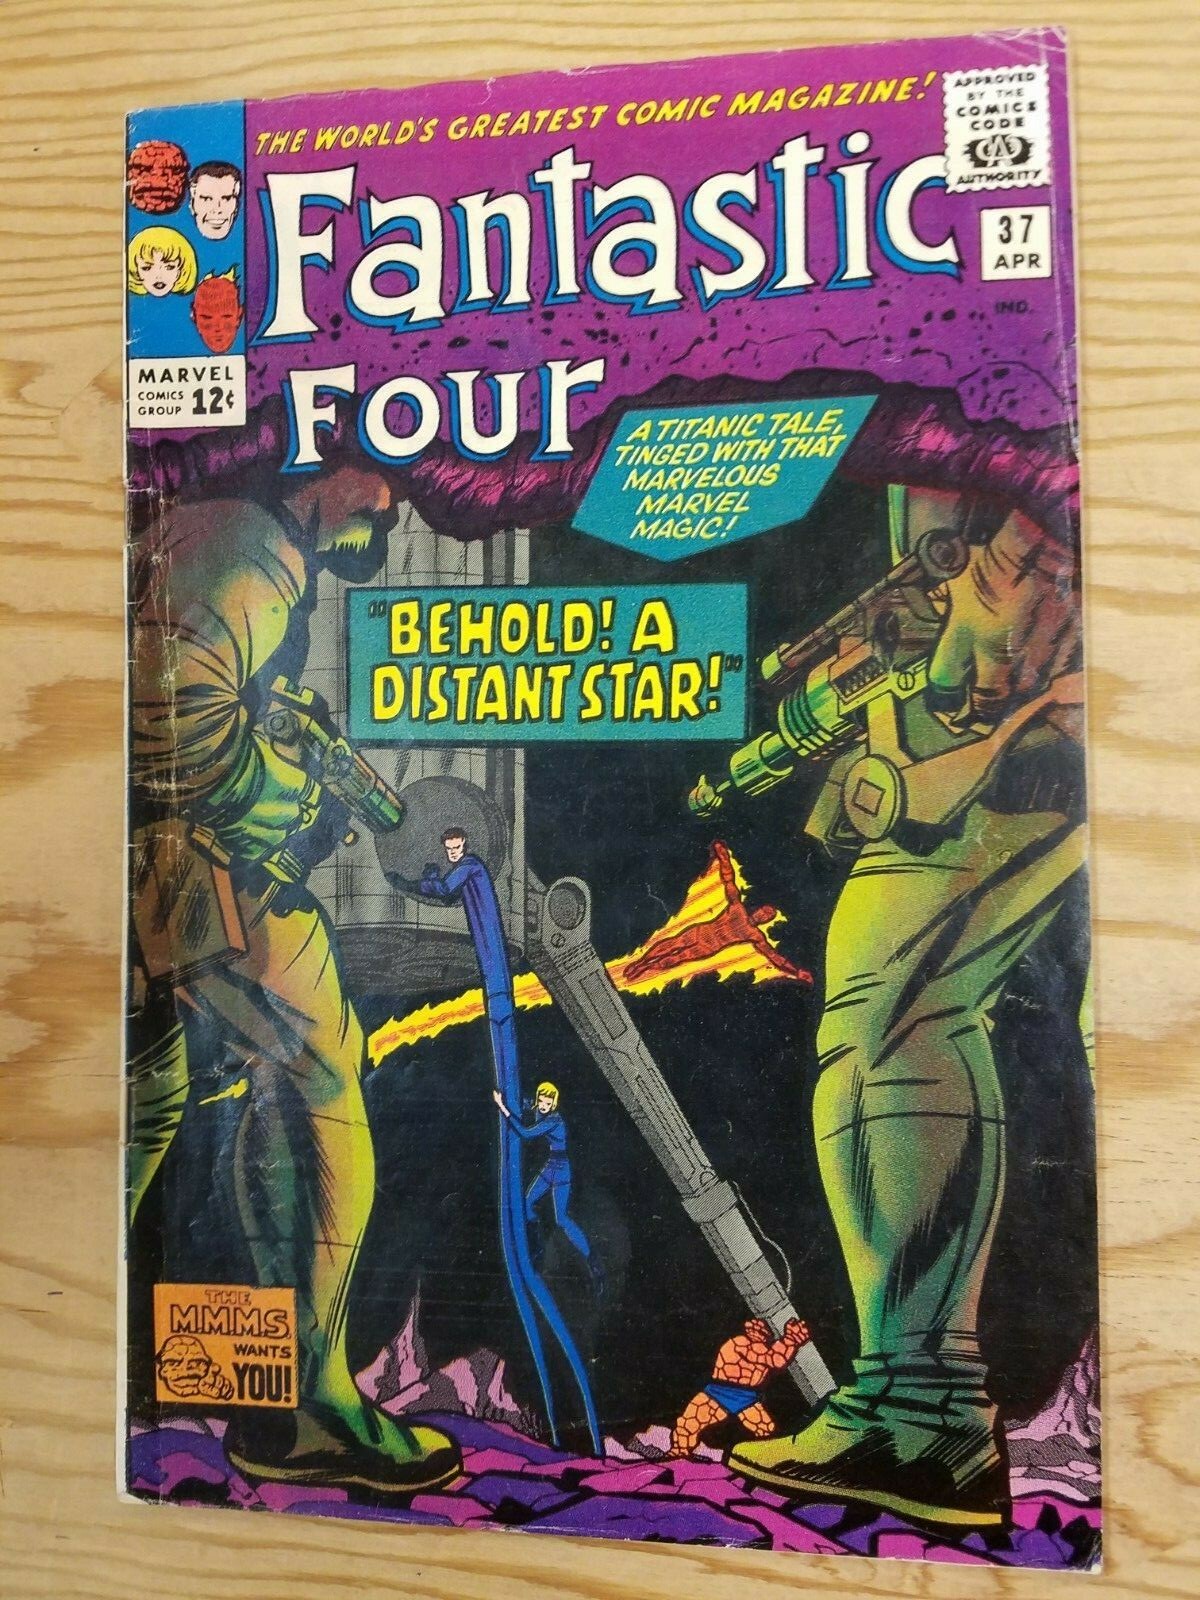 THE WORLD'S GREATEST COMIC MAGAZINE!
APPROVED
BY THE
COMICS
CODE
CA
AUTHORITY
Fantastic
Four
37
APR
IND.
MARVEL
COMICS
GROUP
12¢
A TITANIC TALE,
TINGED WITH THAT
MARVELOUS
MARVEL
MAGIC!
"BEHOLD! A
DISTANT STAR!"
THE
M.M.M.S.
WANTS
YOU!